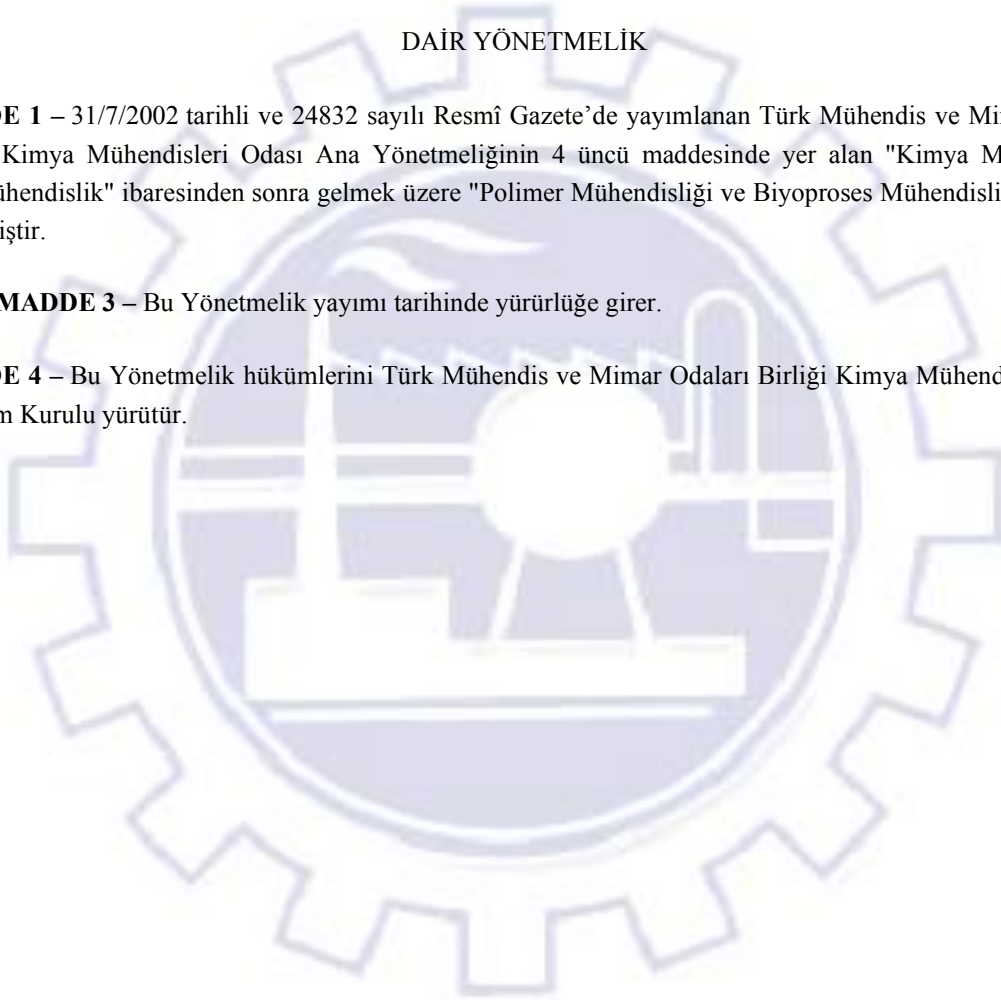 DAİR YÖNETMELİK
DE 1 – 31/7/2002 tarihli ve 24832 sayılı Resmî Gazete’de yayımlanan Türk Mühendis ve Mi
Kimya Mühendisleri Odası Ana Yönetmeliğinin 4 üncü maddesinde yer alan "Kimya M
ühendislik" ibaresinden sonra gelmek üzere "Polimer Mühendisliği ve Biyoproses Mühendisli
iştir.
MADDE 3 – Bu Yönetmelik yayımı tarihinde yürürlüğe girer.
DE 4 – Bu Yönetmelik hükümlerini Türk Mühendis ve Mimar Odaları Birliği Kimya Mühend
m Kurulu yürütür.